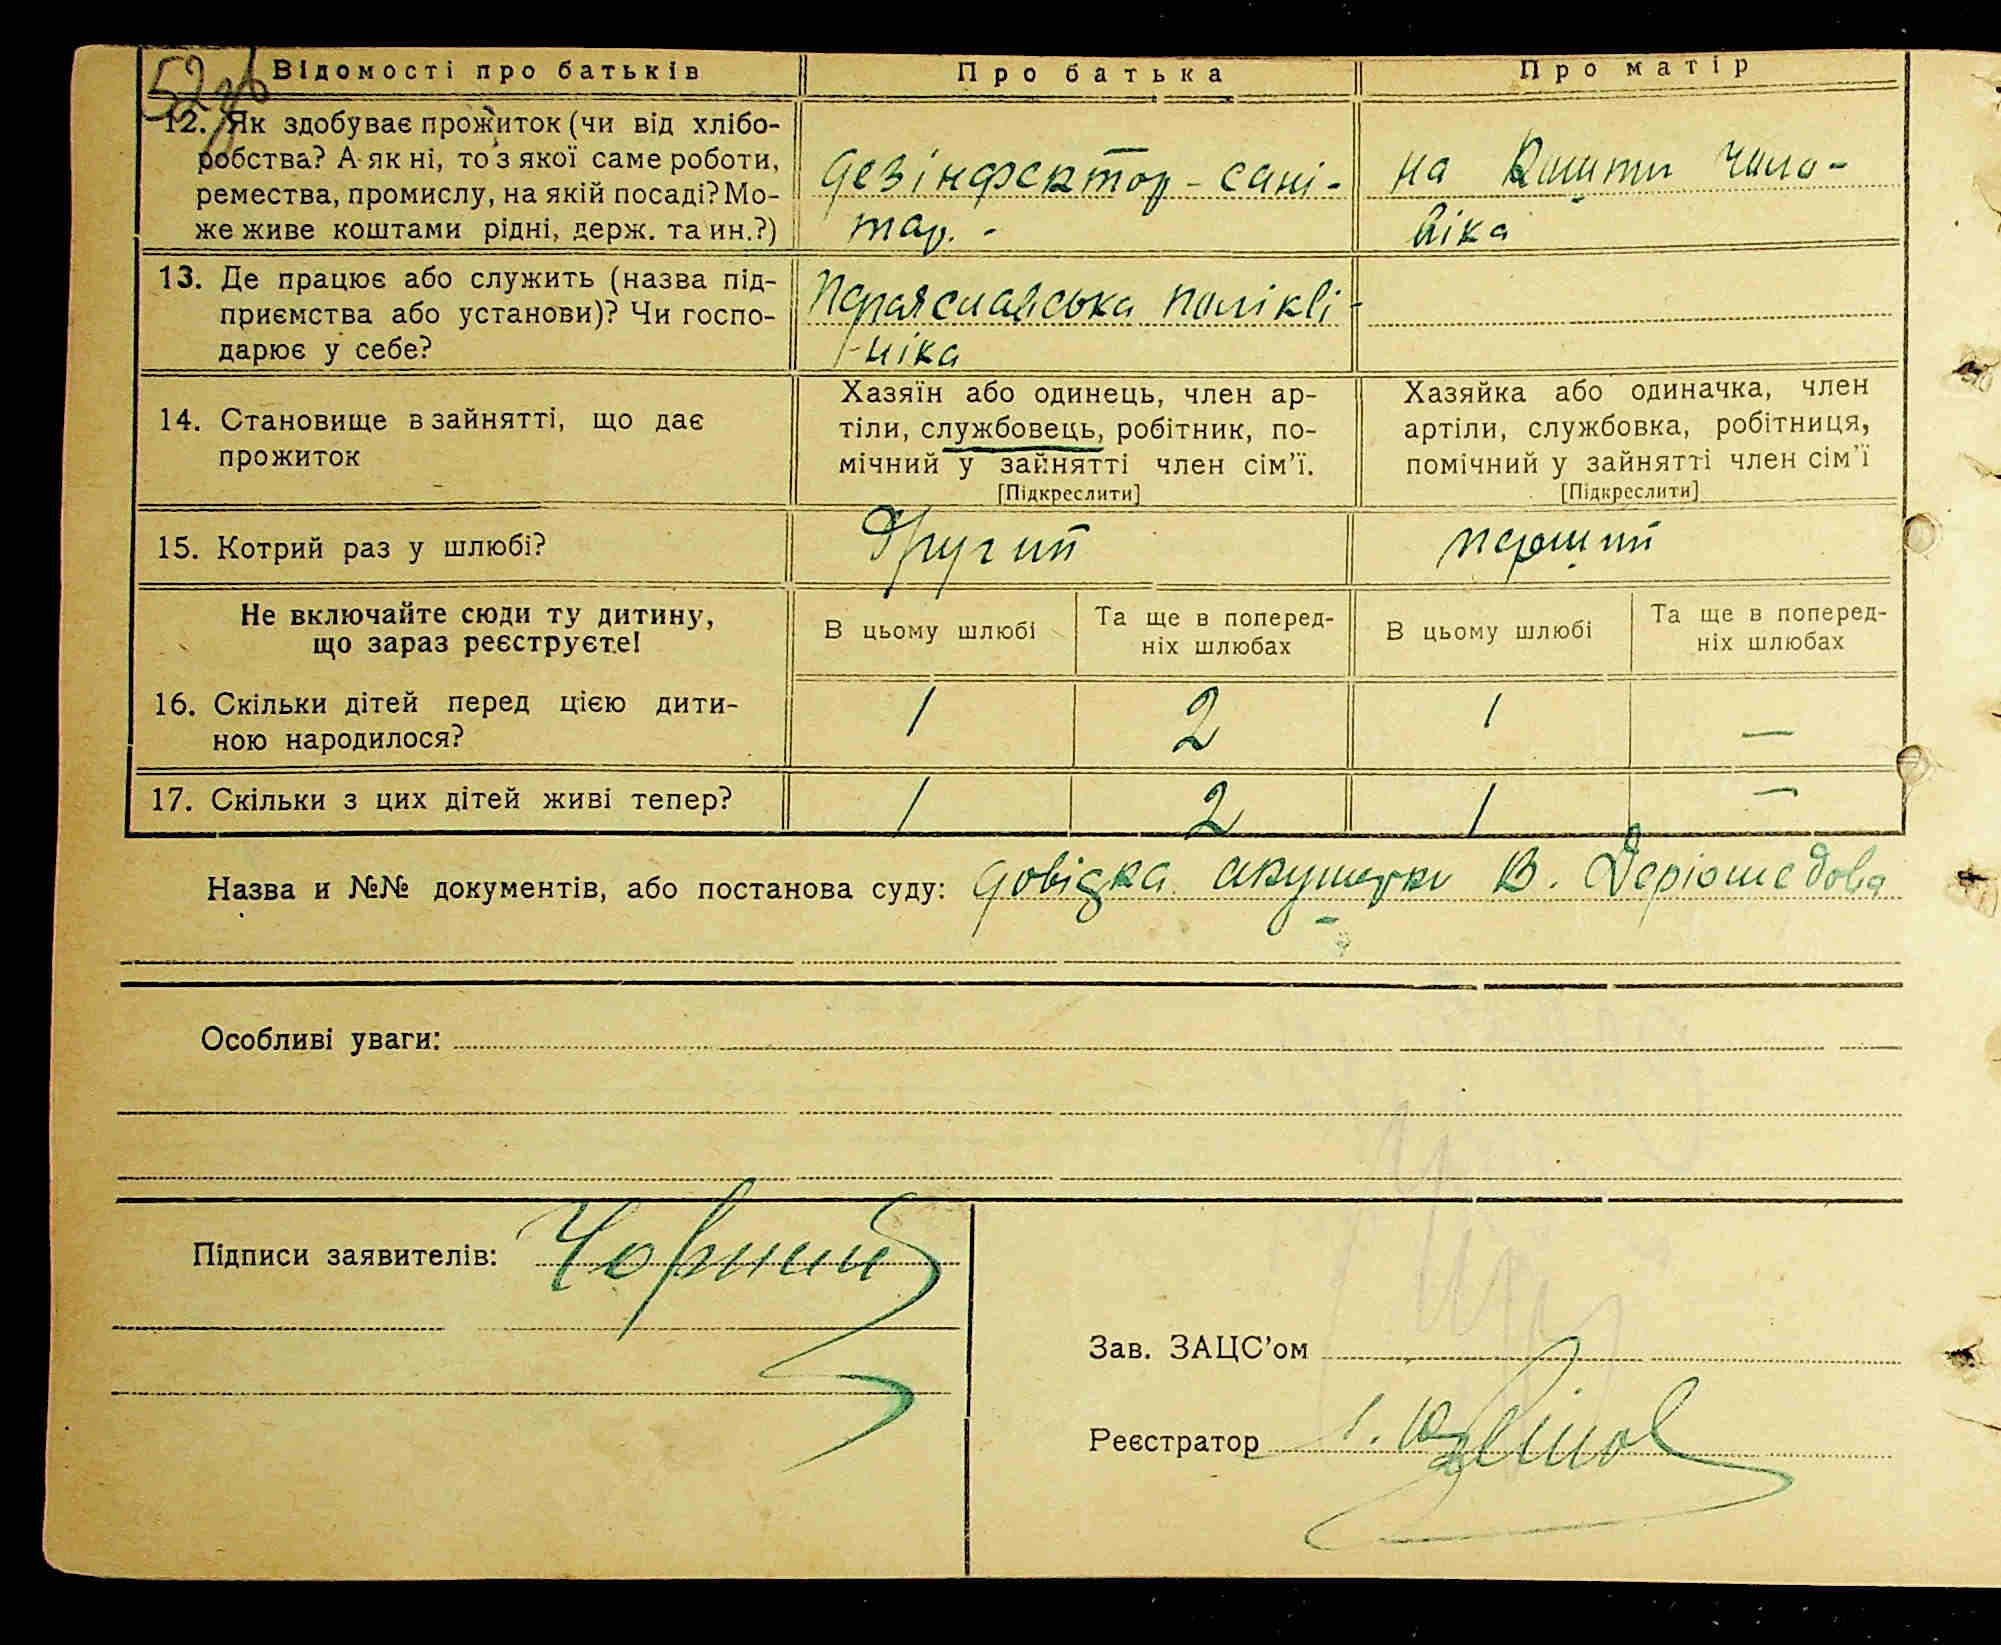 52зв
Відомості про батьків
Про батька
Про матір
12. Як здобуває прожиток (чи від хлібо-
робства? А як ні, то з якої саме роботи,
ремества, промислу, на якій посаді? Мо-
же живе коштами рідні, держ. та ин.?)
дезінфектор-сані-
тар. -
на кошти чоло-
віка
13. Де працює або служить (назва під-
приємства або установи)? Чи госпо-
дарює у себе?
Переяславська поліклі-
-ніка
14. Становище в зайнятті, що дає
прожиток
Хазяїн або одинець, член ар-
тіли, службовець, робітник, по-
мічний у зайнятті член сім'ї.
[Підкреслити]
Хазяйка або одиначка, член
артіли, службовка, робітниця,
помічний у зайнятті член сім'ї
[Підкреслити]
15. Котрий раз у шлюбі?
другий
перший
Не включайте сюди ту дитину,
що зараз реєструєте!
В цьому шлюбі
Та ще в поперед-
ніх шлюбах
В цьому шлюбі
Та ще в поперед-
ніх шлюбах
16. Скільки дітей перед цією дити-
ною народилося?
1 2 1 —
17. Скільки з цих дітей живі тепер?
1 2 1 —
Назва и №№ документів, або постанова суду: довідка акушерки В.
Особливі уваги:
Підписи заявителів: Чорний
Зав. ЗАЦС'ом
Реєстратор